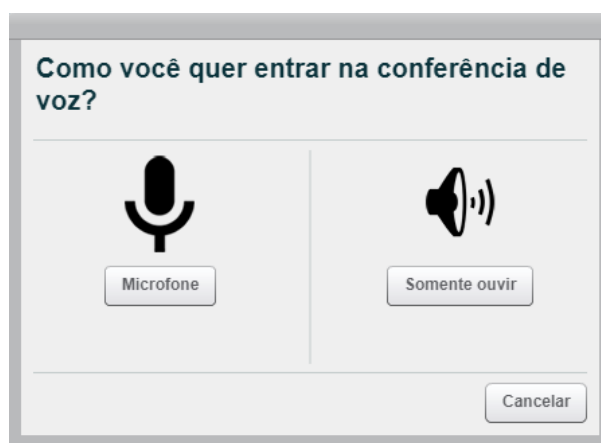 Como você quer entrar na conferência de
voz?
Microfone
Somente ouvir
Cancelar